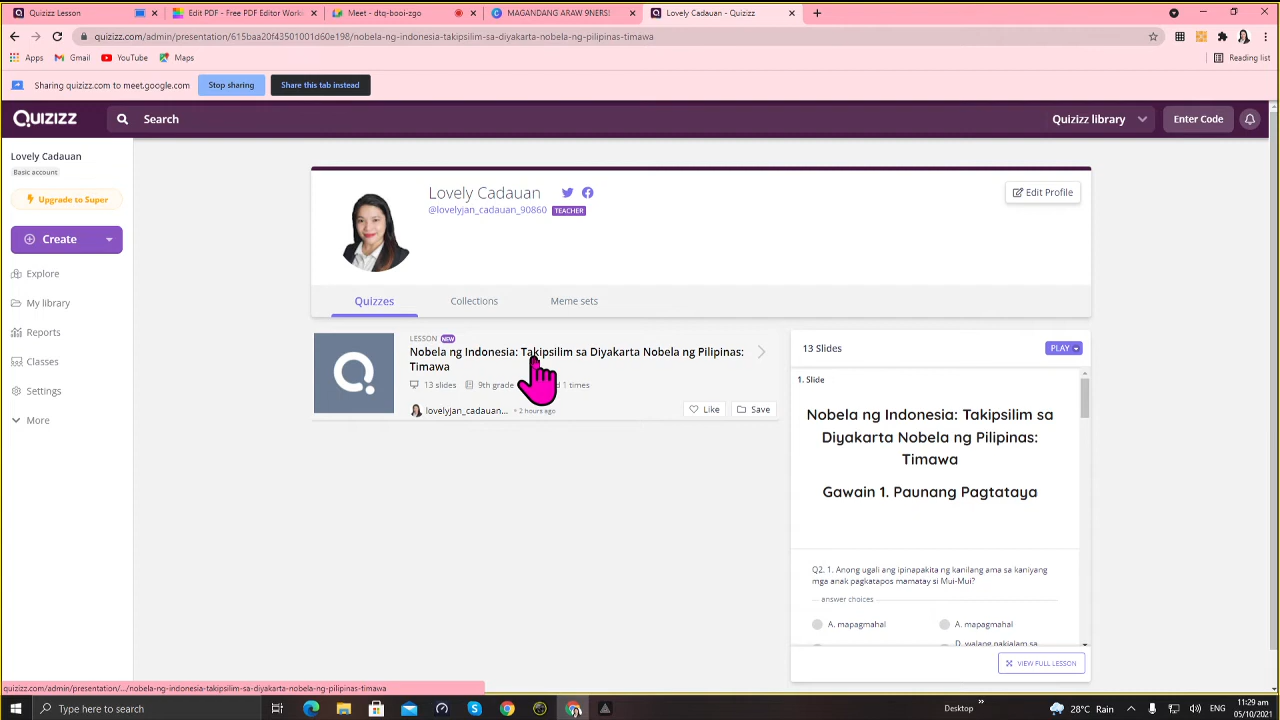 Quizizz Lesson
Edit PDF - Free PDF Editor Work
Meet - dtq-booi-zgo
MAGANDANG ARAW 9NERS!
Lovely Cadauan - Quizizz
quizizz.com/admin/presentation/615baa20f43501001d60e198/nobela-ng-indonesia-takipsilim-sa-diyakarta-nobela-ng-pilipinas-timawa
Apps
Gmail
YouTube
Maps
Reading list
Sharing quizizz.com to meet.google.com
Stop sharing
Share this tab instead
Quizizz
Search
Quizizz library
Enter Code
Lovely Cadauan
Basic account
Upgrade to Super
Create
Explore
My library
Reports
Classes
Settings
More
Lovely Cadauan
@lovelyjan_cadauan_90860
TEACHER
Edit Profile
Quizzes
Collections
Meme sets
LESSON NEW
Nobela ng Indonesia: Takipsilim sa Diyakarta Nobela ng Pilipinas:
Timawa
13 slides
9th grade
d 1 times
lovelyjan_cadauan...
• 2 hours ago
Like
Save
13 Slides
PLAY
1. Slide
Nobela ng Indonesia: Takipsilim sa
Diyakarta Nobela ng Pilipinas:
Timawa
Gawain 1. Paunang Pagtataya
Q2. 1. Anong ugali ang ipinapakita ng kanilang ama sa kaniyang
mga anak pagkatapos mamatay si Mui-Mui?
answer choices
A. mapagmahal
A. mapagmahal
D. walang pakialam sa
VIEW FULL LESSON
quizizz.com/admin/presentation/.../nobela-ng-indonesia-takipsilim-sa-diyakarta-nobela-ng-pilipinas-timawa
Type here to search
Desktop
28°C Rain
ENG
11:29 am
05/10/2021